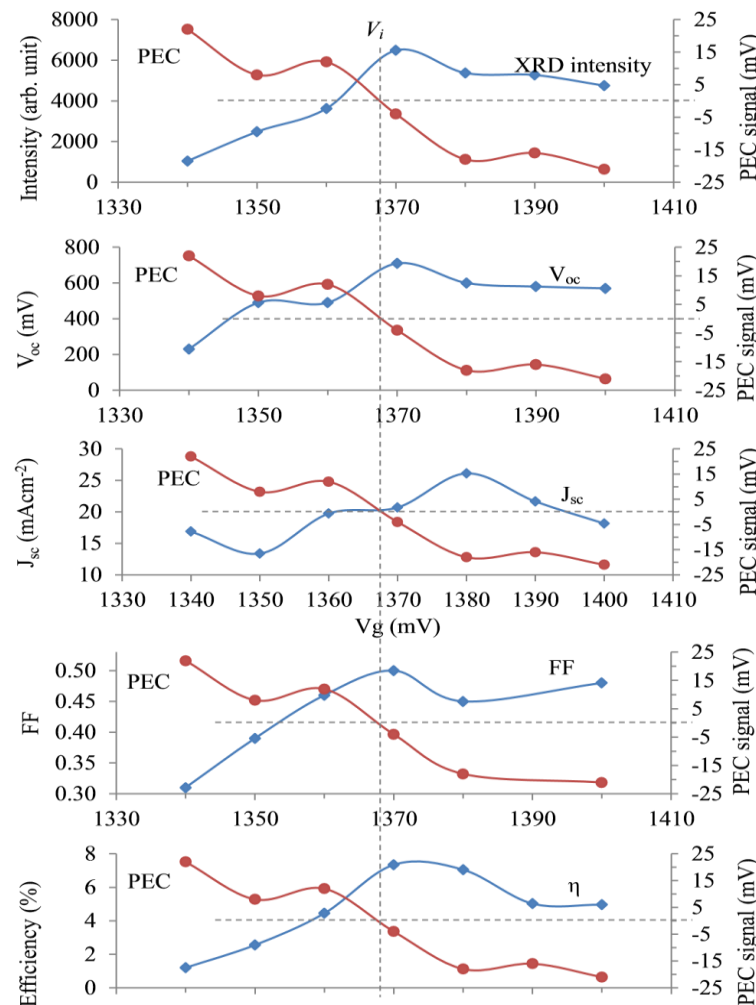 V_i
8000
6000
4000
2000
0
Intensity (arb. unit)
PEC
XRD intensity
25
15
5
-5
-15
-25
PEC signal (mV)
1330 1350 1370 1390 1410
800
600
400
200
0
V_oc (mV)
PEC
V_oc
25
15
5
-5
-15
-25
PEC signal (mV)
1330 1350 1370 1390 1410
30
25
20
15
10
J_sc (mAcm⁻²)
PEC
J_sc
25
15
5
-5
-15
-25
PEC signal (mV)
1330 1340 1350 1360 1370 1380 1390 1400 1410
Vg (mV)
0.50
0.45
0.40
0.35
0.30
FF
PEC
FF
25
15
5
-5
-15
-25
PEC signal (mV)
1330 1350 1370 1390 1410
8
6
4
2
0
Efficiency (%)
PEC
η
25
15
5
-5
-15
-25
PEC signal (mV)